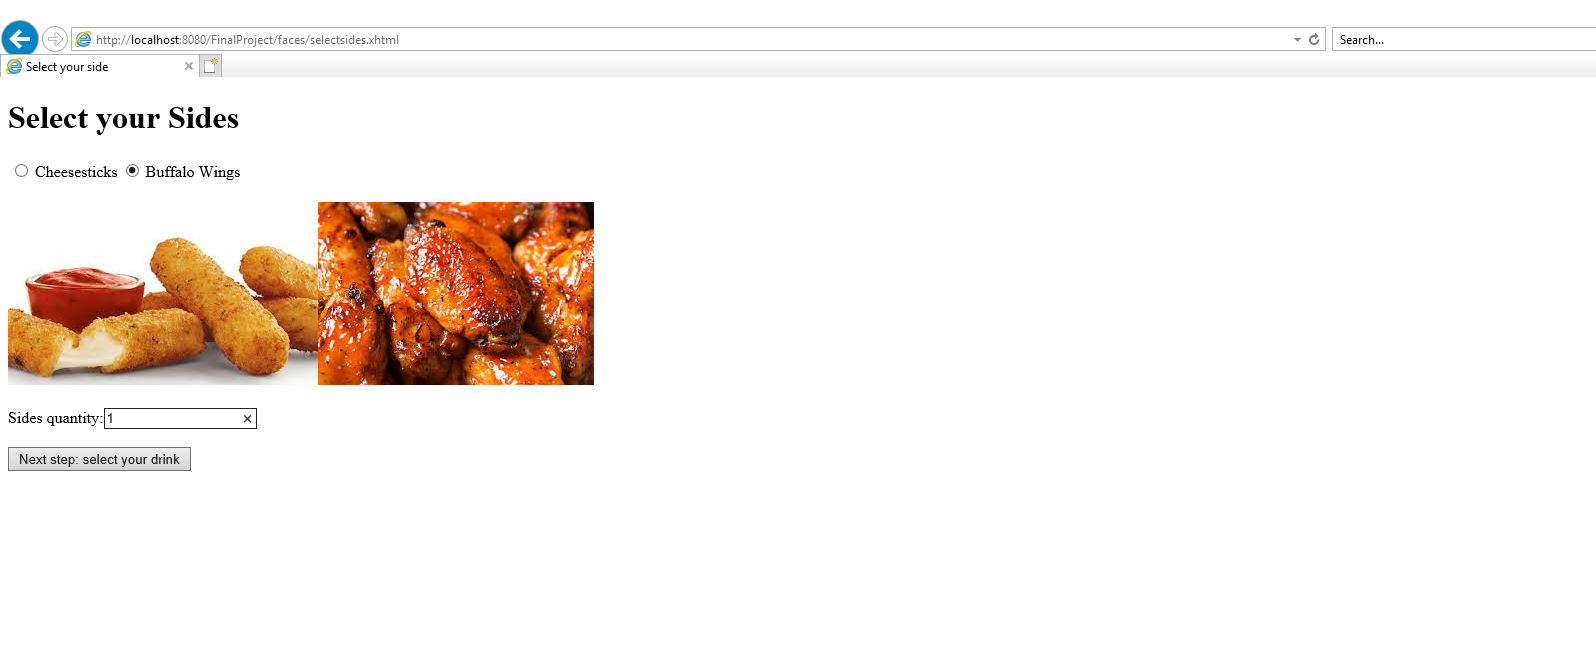 http://localhost:8080/FinalProject/faces/selectsides.xhtml
Search...
Select your side
Select your Sides
Cheesesticks Buffalo Wings
Sides quantity: 1
Next step: select your drink